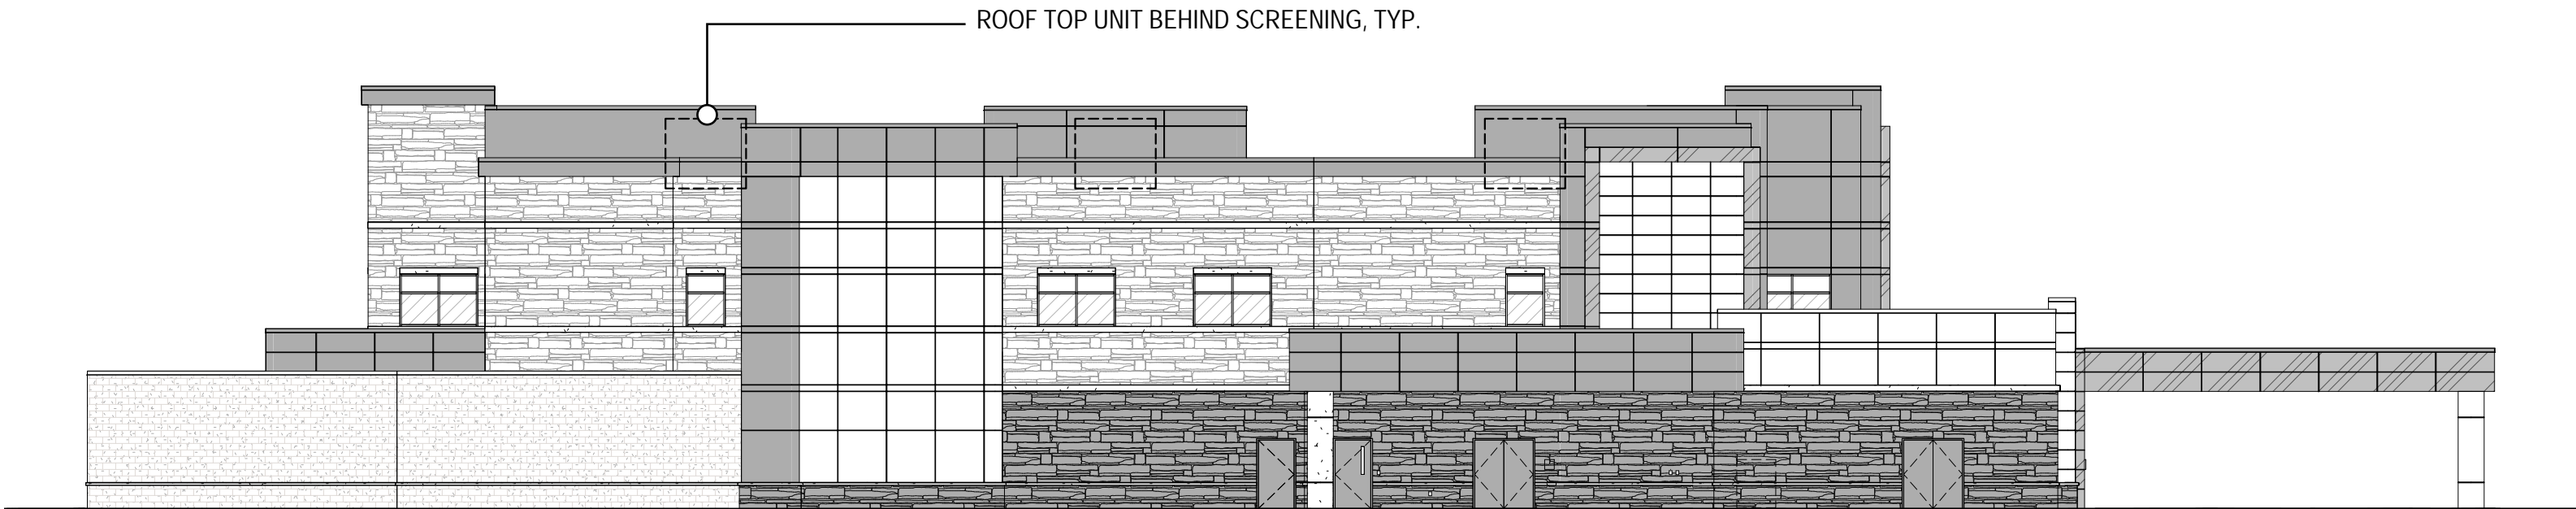 ROOF TOP UNIT BEHIND SCREENING, TYP.